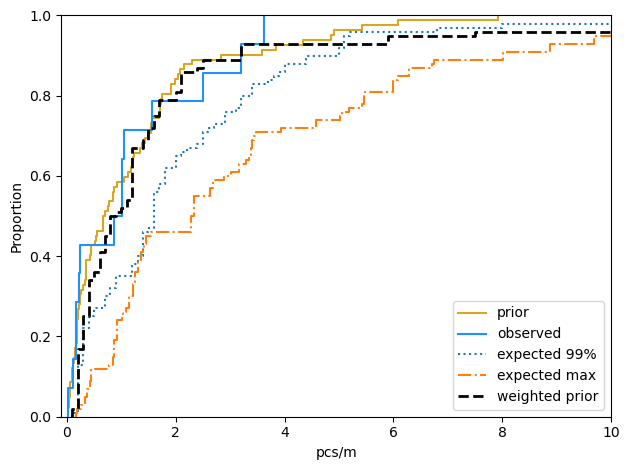 1.0
0.8
0.6
0.4
0.2
0.0
Proportion
prior
observed
expected 99%
expected max
weighted prior
0
2
4
6
8
10
pcs/m